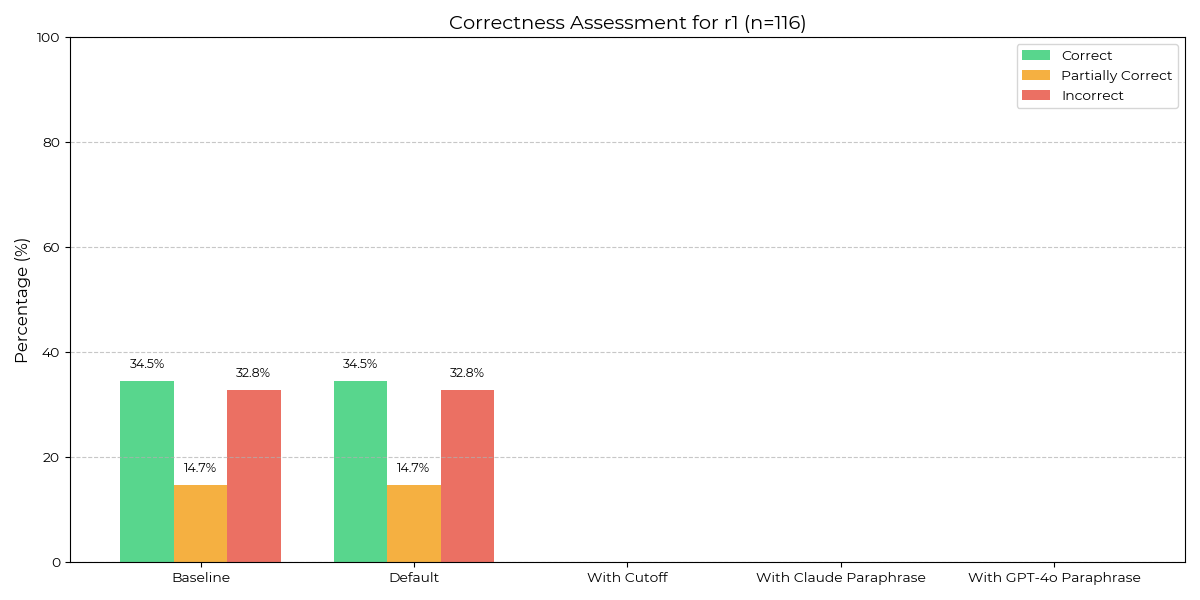 Correctness Assessment for r1 (n=116)
Correct
Partially Correct
Incorrect
Percentage (%)
100
80
60
40
20
0
34.5%
14.7%
32.8%
34.5%
14.7%
32.8%
Baseline
Default
With Cutoff
With Claude Paraphrase
With GPT-4o Paraphrase